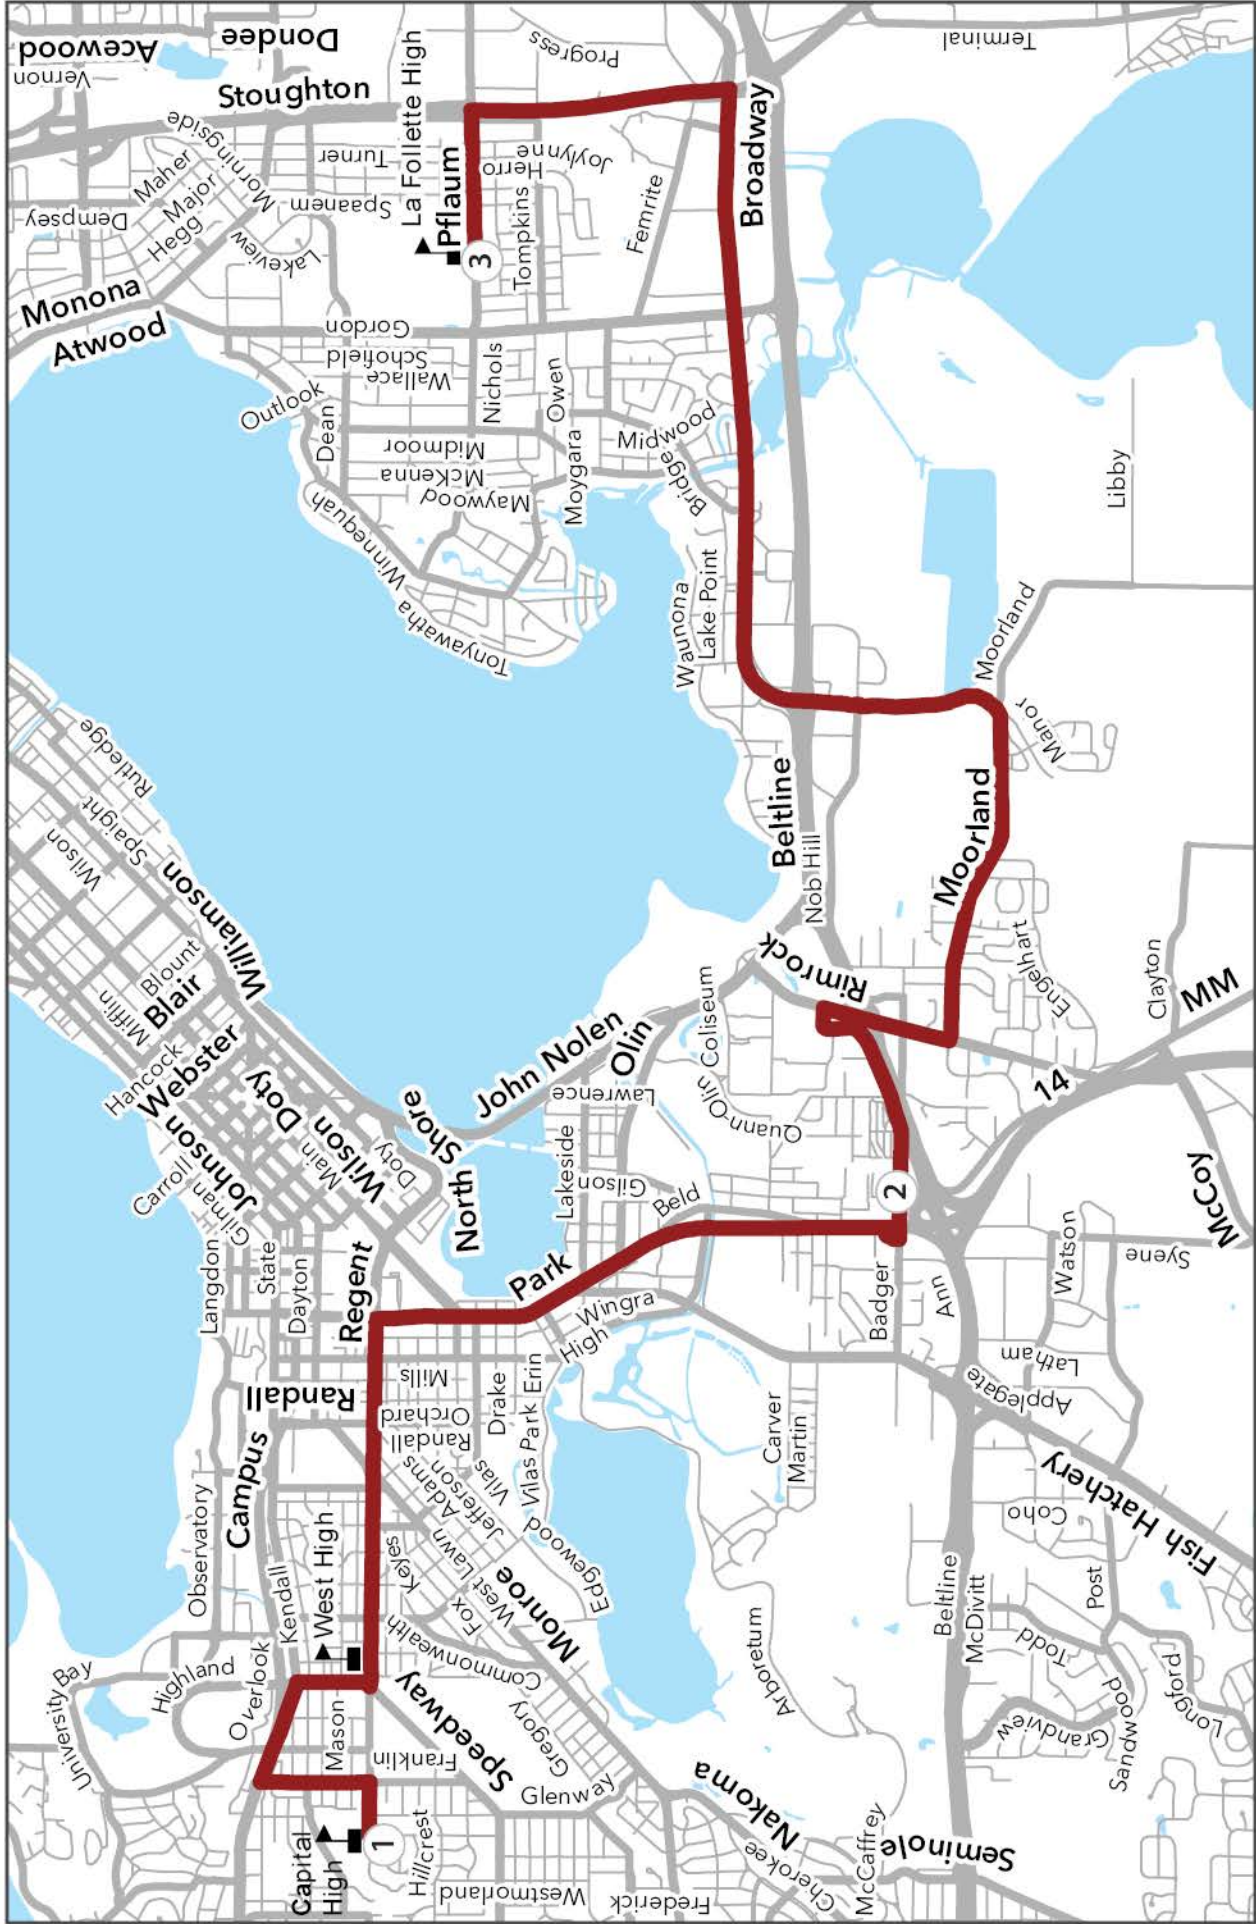 University Bay
Highland
Overlook
Observatory
Campus
Kendall
Langdon
Carroll
Gilman
Johnson
State
Dayton
Hancock
Webster
Mifflin
Blair
Blount
Williamson
Wilson
Spaight
Rutledge
Doty
Main
Wilson
Doty
Vernon
Acewood
Dondee
Monona
Atwood
Dempsey
Maher
Major
Hegg
Morningside
Stoughton
Lakeview
Spaanem
Turner
La Follette High
Pflaum
3
Progress
Terminal
Capital
High
1
Hillcrest
Mason
West High
Randall
Regent
Franklin
Speedway
Commonwealth
Keyes
Mills
Orchard
Randall
Adams
Jefferson
West Lawn
Fox
Vilas
Drake
Erin
Vilas Park
Edgewood
Monroe
Gregory
Glenway
Westmorland
Frederick
Nakoma
Cherokee
McCaffrey
Seminole
Arboretum
Park
High
Wingra
North
Shore
John Nolen
Lakeside
Lawrence
Olin
Gilson
Beld
Quann-Olin
Coliseum
Rimrock
Outlook
Dean
Gordon
Schofield
Wallace
Midmoor
McKenna
Maywood
Winnequah
Tonyawatha
Nichols
Owen
Moygara
Midwood
Bridge
Herro
Tompkins
Joylynne
Femrite
Broadway
Waunona
Lake Point
Beltline
Nob Hill
Moorland
Moorland
Manor
Libby
Engelhart
Clayton
MM
14
2
Badger
Ann
Carver
Martin
Applegate
Latham
Watson
Syene
McCoy
Fish Hatchery
Coho
Post
Beltline
McDivitt
Todd
Grandview
Sandwood
Longford